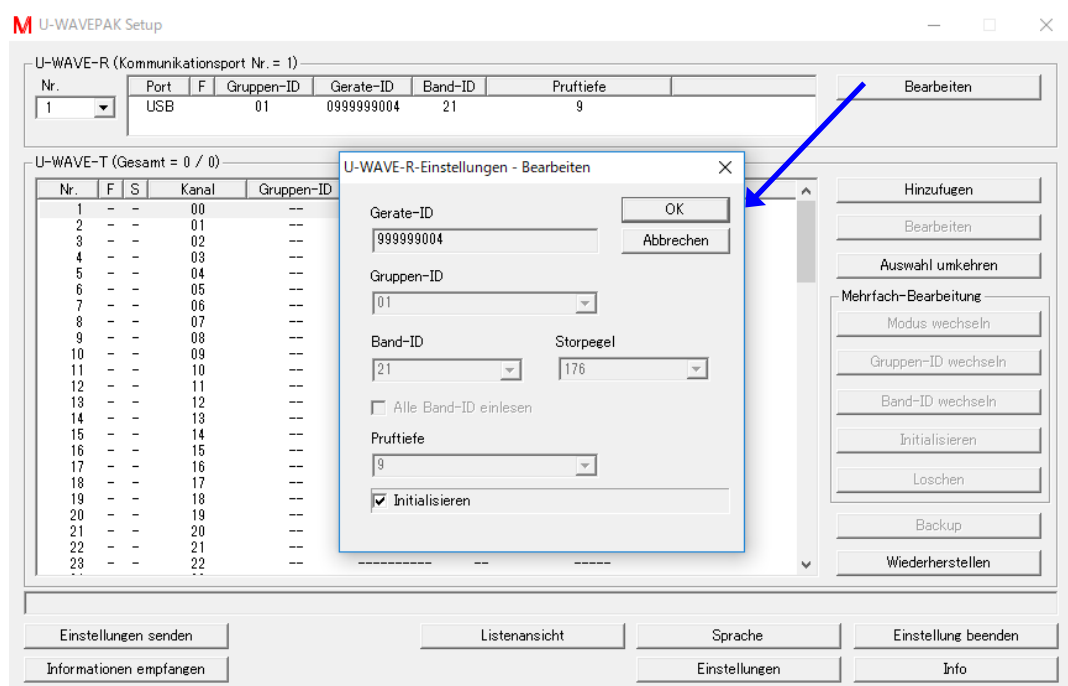 M U-WAVEPAK Setup
U-WAVE-R (Kommunikationsport Nr. = 1)
Nr. Port F Gruppen-ID Gerate-ID Band-ID Pruftiefe
1 USB 01 0999999004 21 9
Bearbeiten
U-WAVE-T (Gesamt = 0 / 0)
Nr. F S Kanal Gruppen-ID
1 - - 00 --
2 - - 01 --
3 - - 02 --
4 - - 03 --
5 - - 04 --
6 - - 05 --
7 - - 06 --
8 - - 07 --
9 - - 08 --
10 - - 09 --
11 - - 10 --
12 - - 11 --
13 - - 12 --
14 - - 13 --
15 - - 14 --
16 - - 15 --
17 - - 16 --
18 - - 17 --
19 - - 18 --
20 - - 19 --
21 - - 20 --
22 - - 21 --
23 - - 22 -- ---------- -- -----
U-WAVE-R-Einstellungen - Bearbeiten
Gerate-ID
999999004
OK
Abbrechen
Gruppen-ID
01
Band-ID Storpegel
21 176
Alle Band-ID einlesen
Pruftiefe
9
Initialisieren
Hinzufugen
Bearbeiten
Auswahl umkehren
Mehrfach-Bearbeitung
Modus wechseln
Gruppen-ID wechseln
Band-ID wechseln
Initialisieren
Loschen
Backup
Wiederherstellen
Einstellungen senden Listenansicht Sprache Einstellung beenden
Informationen empfangen Einstellungen Info